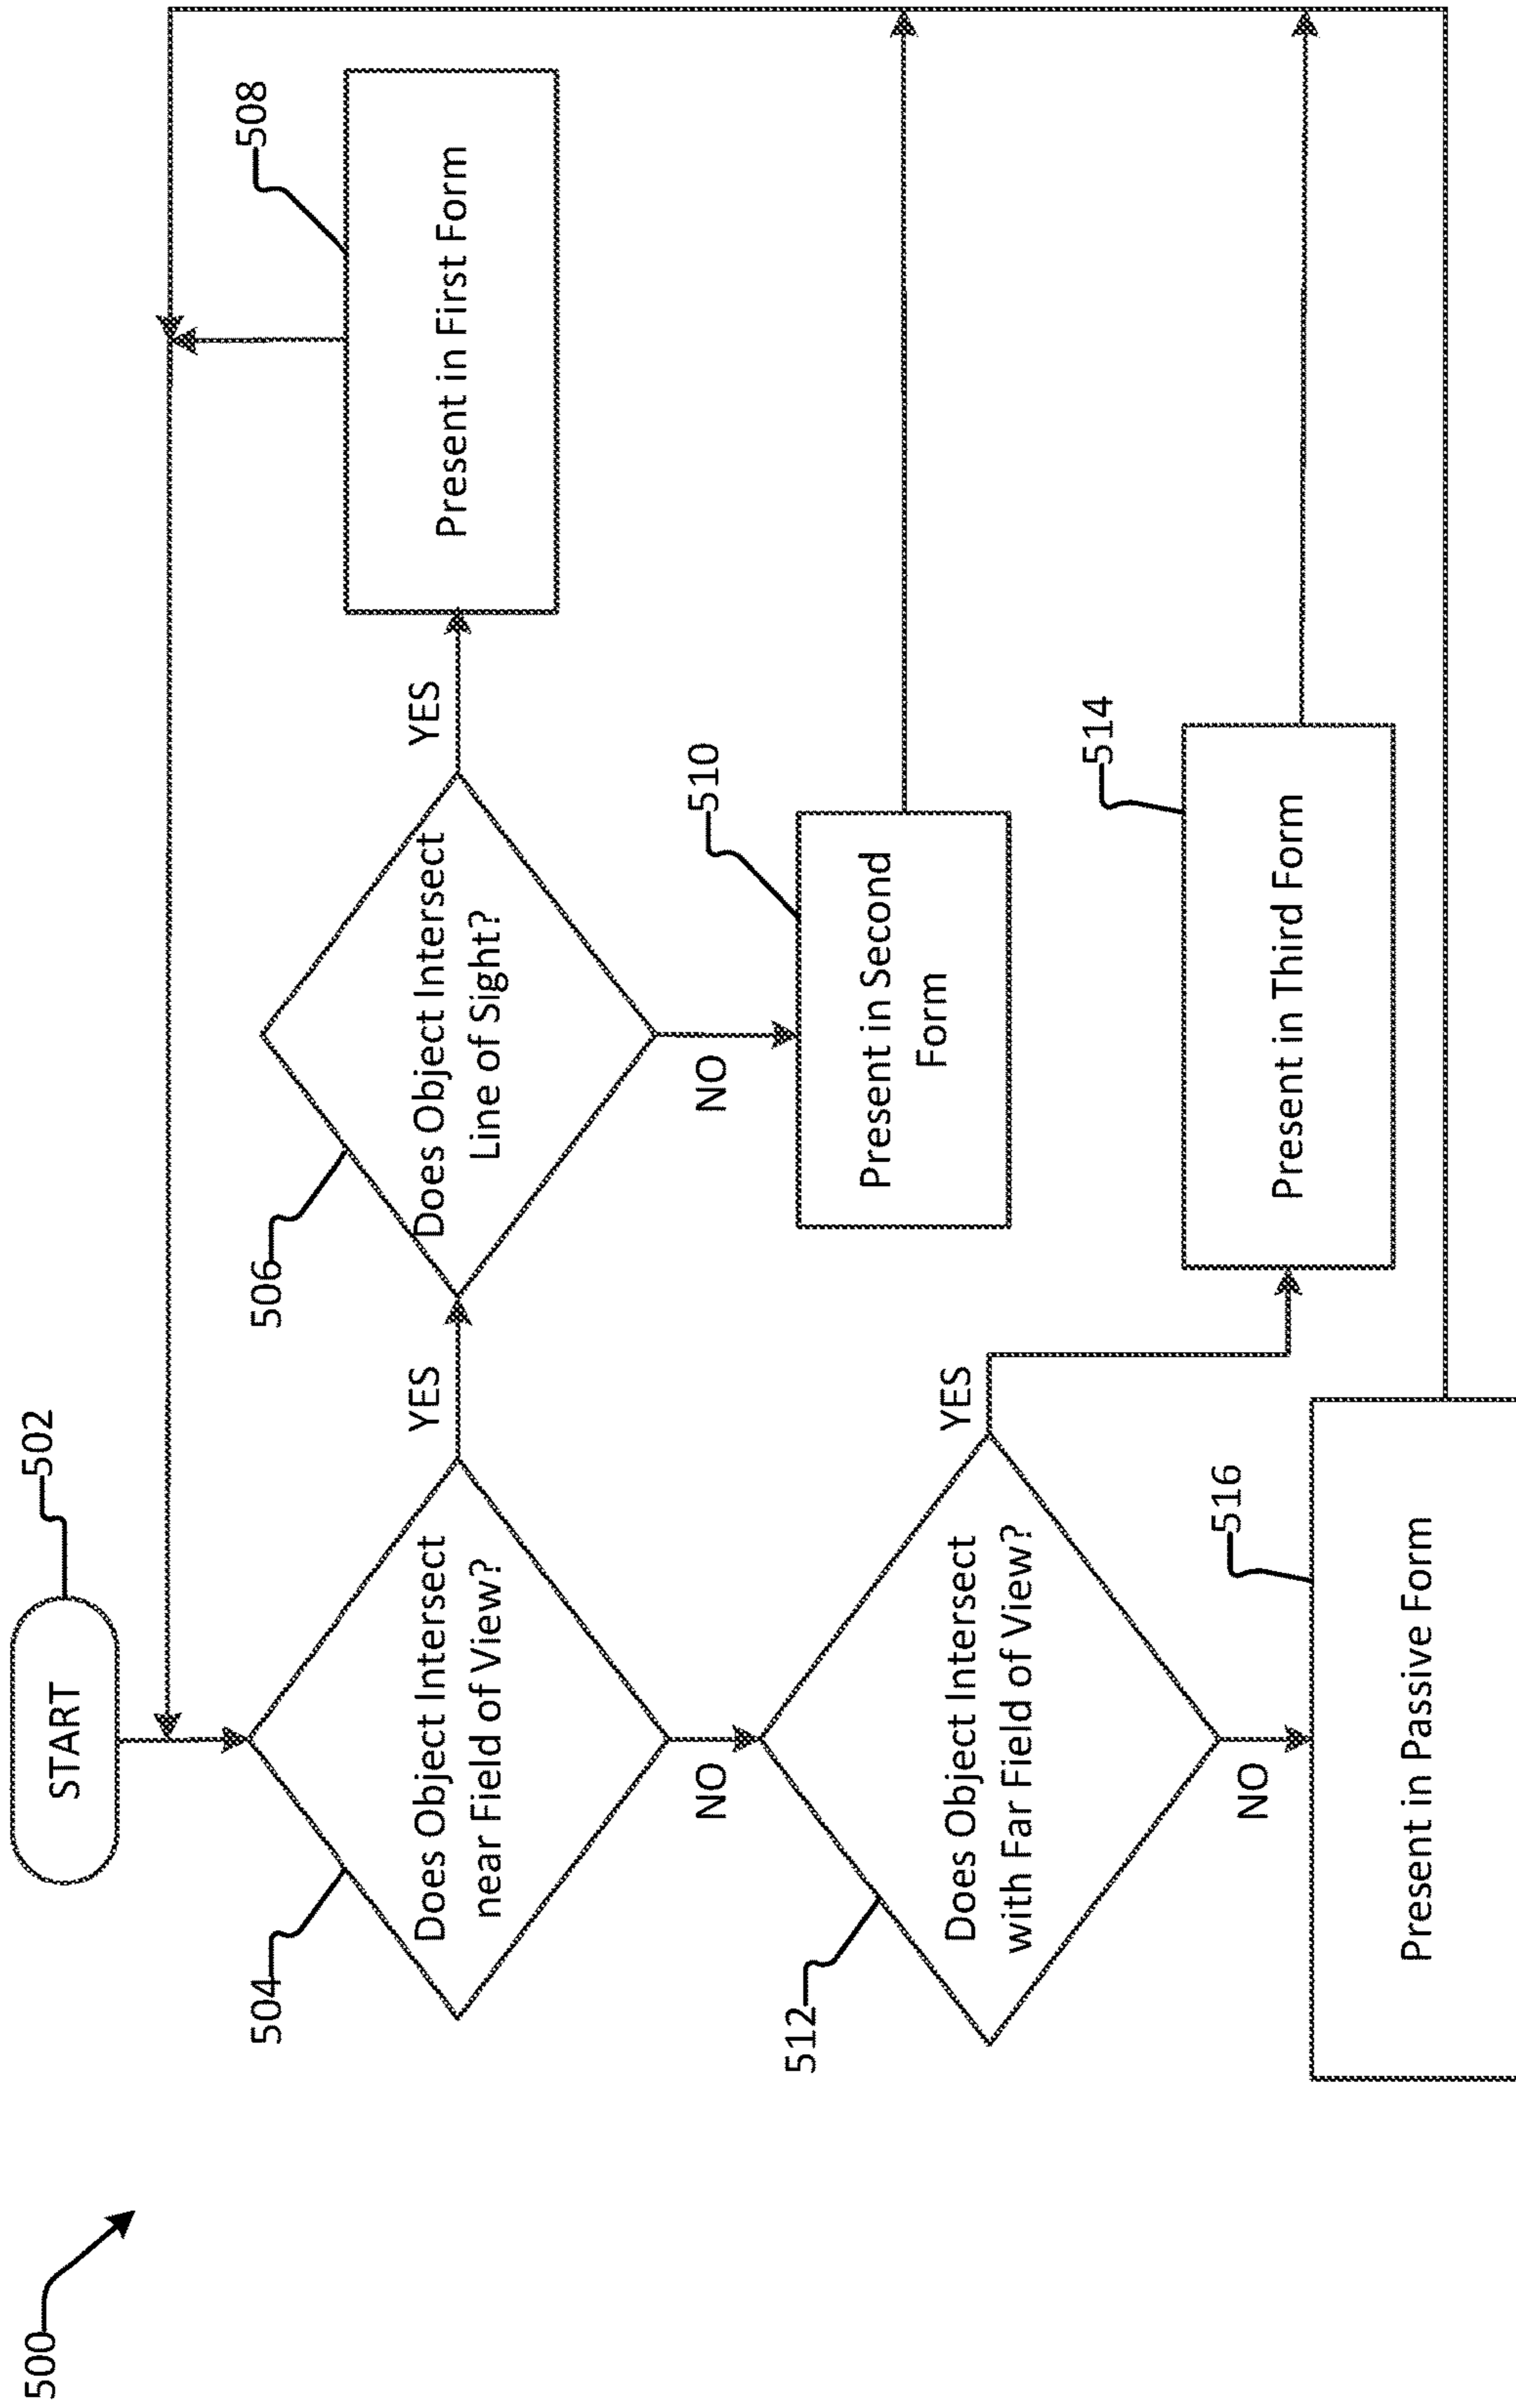 500
START
502
504
Does Object Intersect
near Field of View?
YES
506
Does Object Intersect
Line of Sight?
YES
508
Present in First Form
NO
510
Present in Second
Form
NO
512
Does Object Intersect
with Far Field of View?
YES
514
Present in Third Form
NO
516
Present in Passive Form